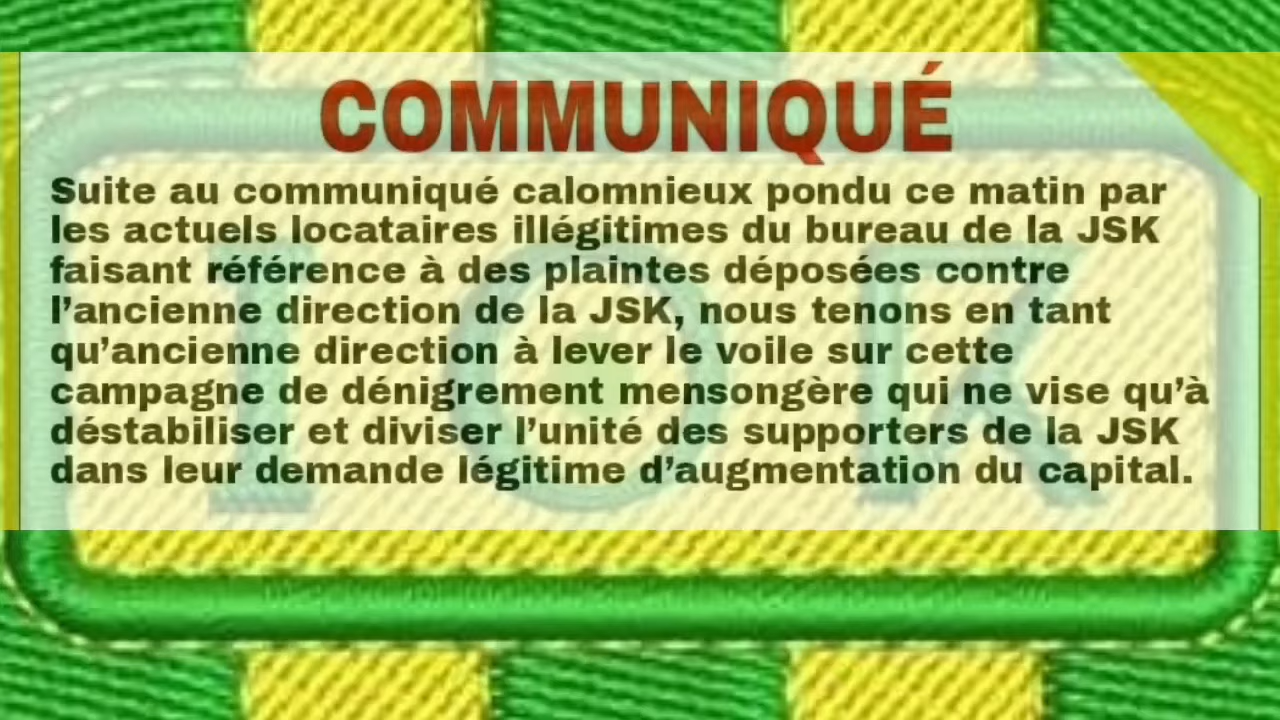 COMMUNIQUÉ
Suite au communiqué calomnieux pondu ce matin par
les actuels locataires illégitimes du bureau de la JSK
faisant référence à des plaintes déposées contre
l’ancienne direction de la JSK, nous tenons en tant
qu’ancienne direction à lever le voile sur cette
campagne de dénigrement mensongère qui ne vise qu’à
déstabiliser et diviser l’unité des supporters de la JSK
dans leur demande légitime d’augmentation du capital.